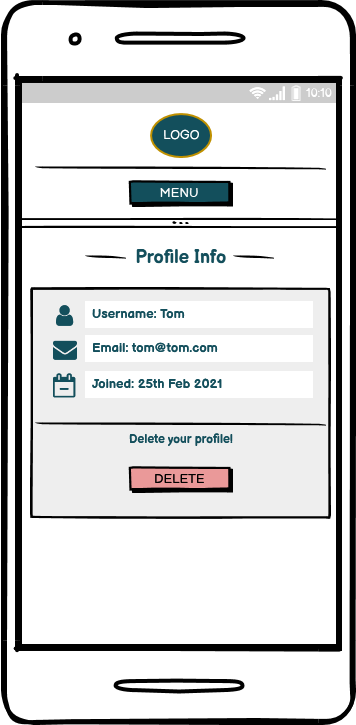 10:10
LOGO
MENU
Profile Info
Username: Tom
Email: tom@tom.com
Joined: 25th Feb 2021
Delete your profile!
DELETE